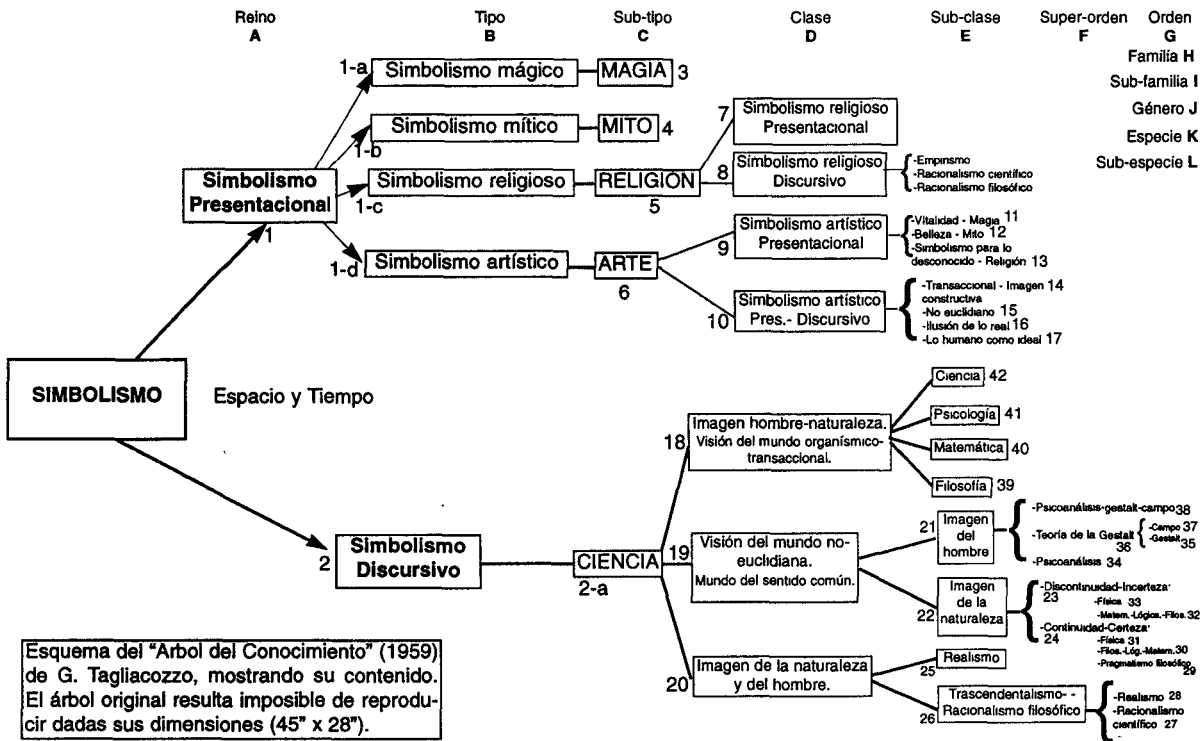 Reino
A
Tipo
B
Sub-tipo
C
Clase
D
Sub-clase
E
Super-orden
F
Orden
G
Familía H
Sub-familia I
Género J
Especie K
Sub-especie L
1-a
Simbolismo mágico
MAGIA 3
Simbolismo mítico
MITO 4
1-b
Simbolismo
Presentacional
1
Simbolismo religioso
RELIGIÓN
1-c
5
7
Simbolismo religioso
Presentacional
8
Simbolismo religioso
Discursivo
-Empirismo
-Racionalismo científico
-Racionalismo filosófico
1-d
Simbolismo artístico
ARTE
6
9
Simbolismo artístico
Presentacional
-Vitalidad - Magia 11
-Belleza - Mito 12
-Simbolismo para lo
desconocido - Religión 13
10
Simbolismo artístico
Pres.- Discursivo
-Transaccional - Imagen 14
constructiva
-No euclidiano 15
-Ilusión de lo real 16
-Lo humano como ideal 17
SIMBOLISMO
Espacio y Tiempo
2
Simbolismo
Discursivo
CIENCIA
2-a
18
Imagen hombre-naturaleza.
Visión del mundo organísmico-
transaccional.
Ciencia 42
Psicología 41
Matemática 40
Filosofía 39
19
Visión del mundo no-
euclidiana.
Mundo del sentido común.
21
Imagen
del
hombre
-Psicoanálisis-gestalt-campo 38
-Teoría de la Gestalt
36
-Campo 37
-Gestalt 35
-Psicoanálisis 34
22
Imagen
de la
naturaleza
-Discontinuidad-Incerteza:
23
-Física 33
-Matem.-Lógica.-Filos. 32
-Continuidad-Certeza:
24
-Física 31
-Filos.-Lóg.-Matem. 30
-Pragmatismo filosófico
29
20
Imagen de la naturaleza
y del hombre.
25
Realismo
26
Trascendentalismo- -
Racionalismo filosófico
-Realismo 28
-Racionalismo
científico 27
-
Esquema del "Arbol del Conocimiento" (1959)
de G. Tagliacozzo, mostrando su contenido.
El árbol original resulta imposible de reprodu-
cir dadas sus dimensiones (45" x 28").